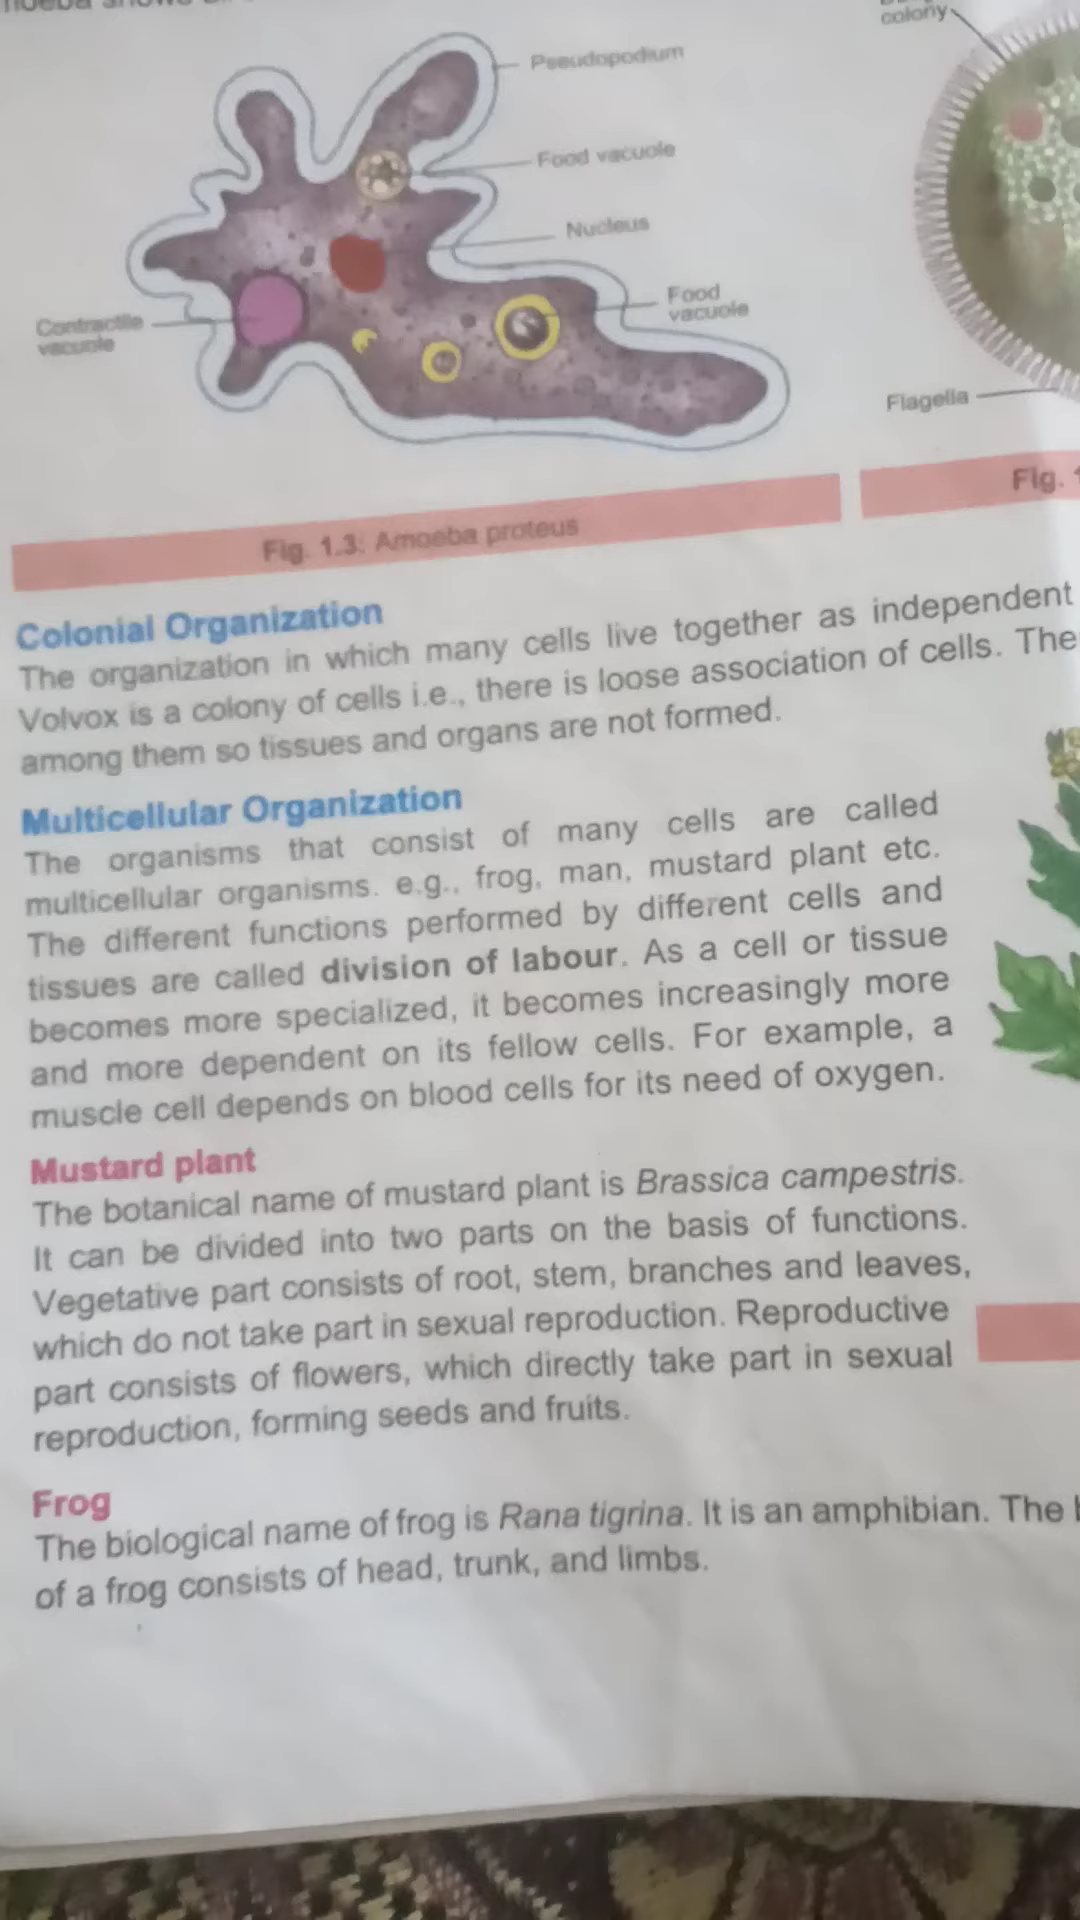 colony
Pseudopodium
Food vacuole
Nucleus
Food
vacuole
Contractile
vacuole
Flagella
Fig. 1.3: Amoeba proteus
Fig.
Colonial Organization
The organization in which many cells live together as independent
Volvox is a colony of cells i.e., there is loose association of cells. The
among them so tissues and organs are not formed.
Multicellular Organization
The organisms that consist of many cells are called
multicellular organisms. e.g., frog, man, mustard plant etc.
The different functions performed by different cells and
tissues are called division of labour. As a cell or tissue
becomes more specialized, it becomes increasingly more
and more dependent on its fellow cells. For example, a
muscle cell depends on blood cells for its need of oxygen.
Mustard plant
The botanical name of mustard plant is Brassica campestris.
It can be divided into two parts on the basis of functions.
Vegetative part consists of root, stem, branches and leaves,
which do not take part in sexual reproduction. Reproductive
part consists of flowers, which directly take part in sexual
reproduction, forming seeds and fruits.
Frog
The biological name of frog is Rana tigrina. It is an amphibian. The
of a frog consists of head, trunk, and limbs.